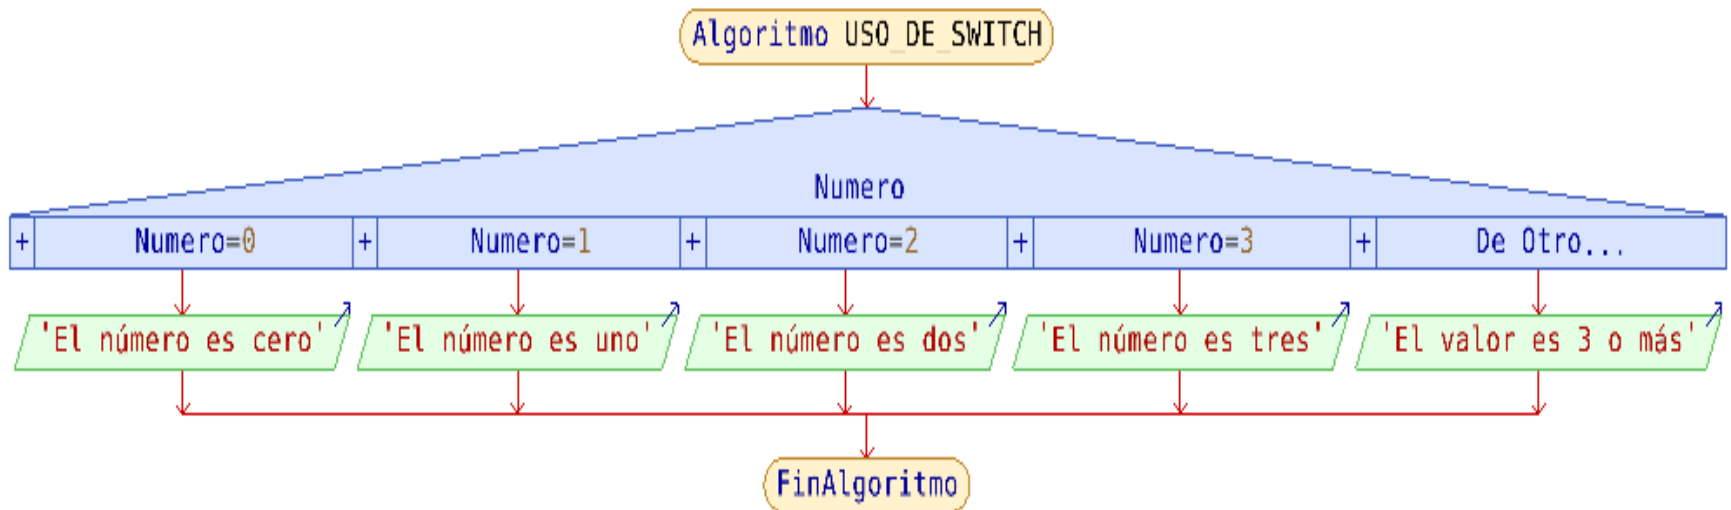 Algoritmo USO_DE_SWITCH
Numero
+ Numero=0 + Numero=1 + Numero=2 + Numero=3 + De Otro...
'El número es cero' 'El número es uno' 'El número es dos' 'El número es tres' 'El valor es 3 o más'
FinAlgoritmo